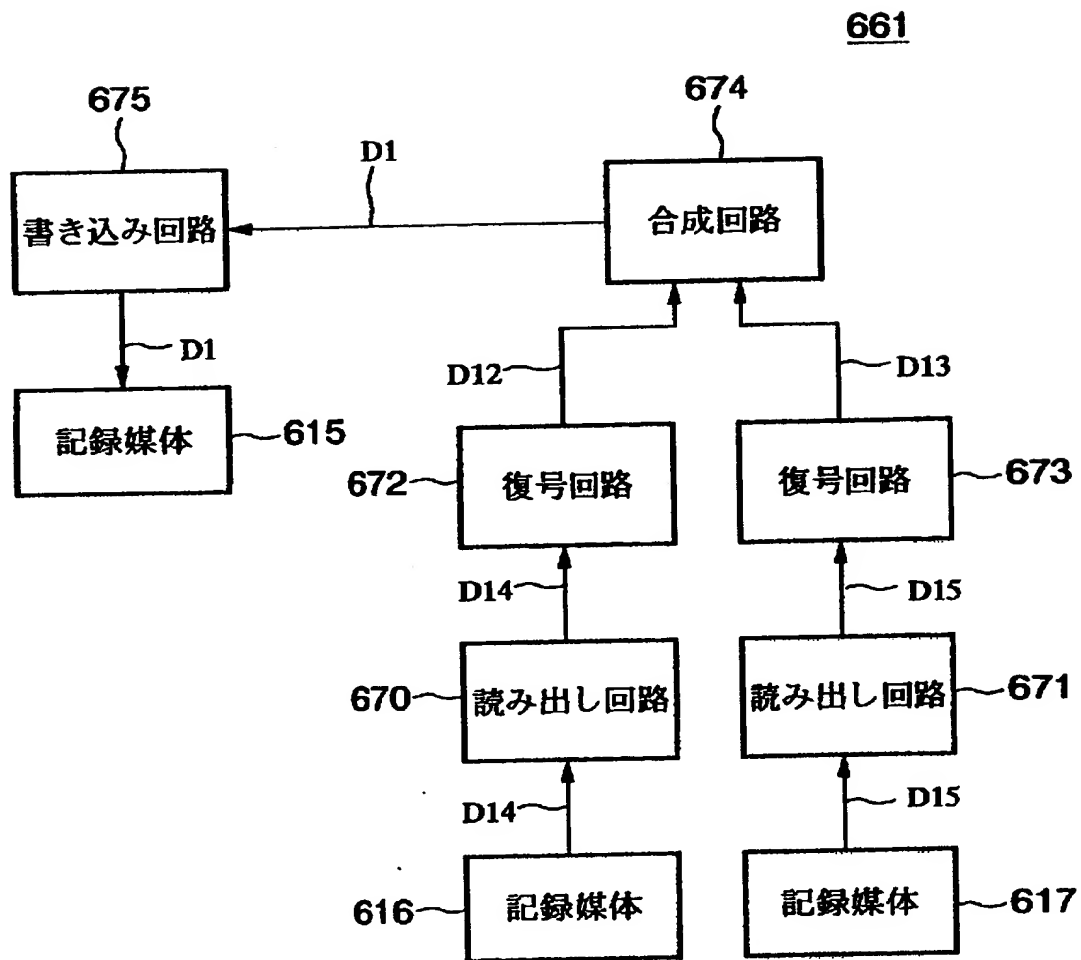 661
675
674
D1
書き込み回路
合成回路
D1
D12
D13
記録媒体
615
672
復号回路
復号回路
673
D14
D15
670
読み出し回路
読み出し回路
671
D14
D15
616
記録媒体
記録媒体
617